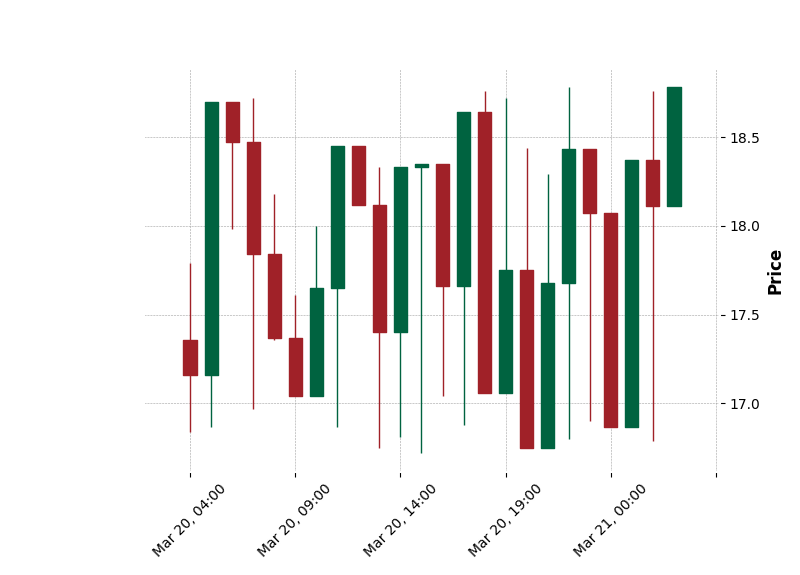 18.5
18.0
17.5
17.0
Price
Mar 20, 04:00
Mar 20, 09:00
Mar 20, 14:00
Mar 20, 19:00
Mar 21, 00:00